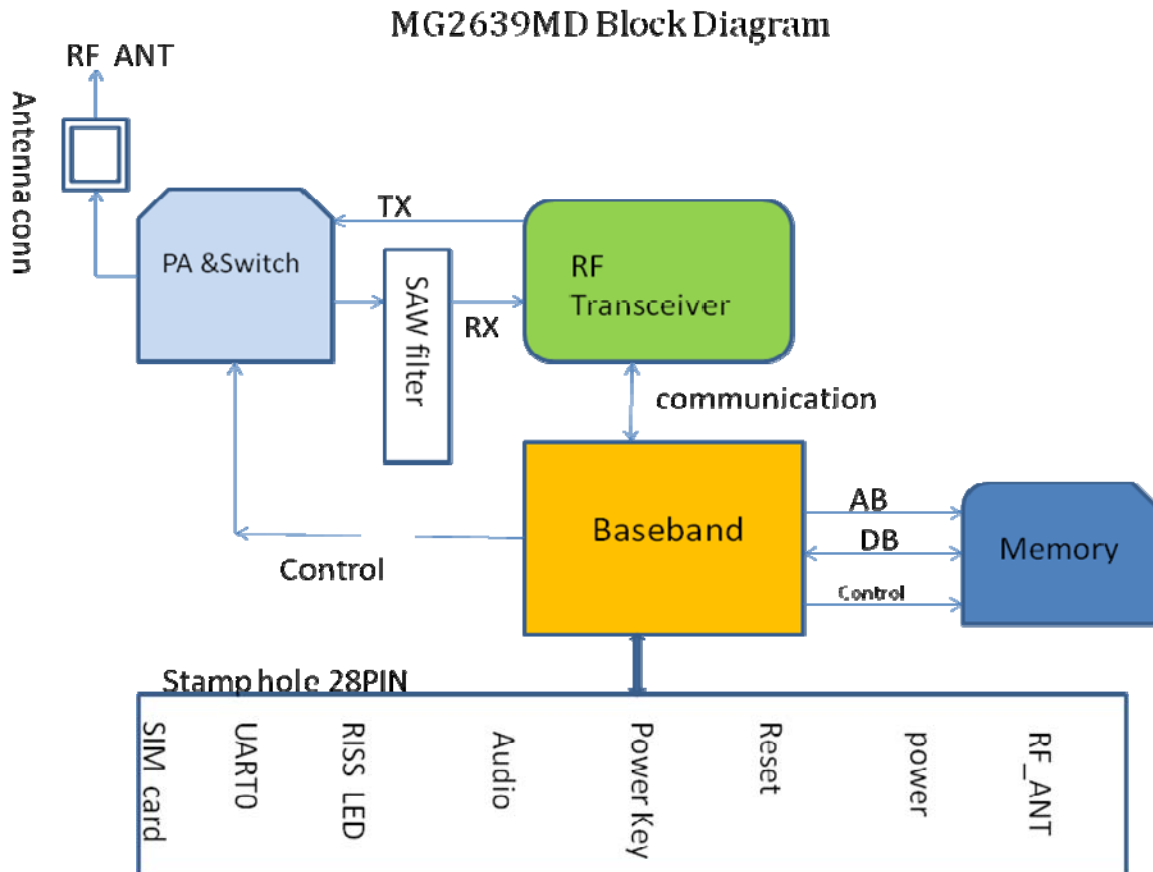 MG2639MD Block Diagram
RF ANT
Antenna conn
PA &Switch
TX
SAW filter
RX
RF
Transceiver
communication
Baseband
Control
AB
DB
Control
Memory
Stamp hole 28PIN
SIM card
UART0
RISS LED
Audio
Power Key
Reset
power
RF_ANT